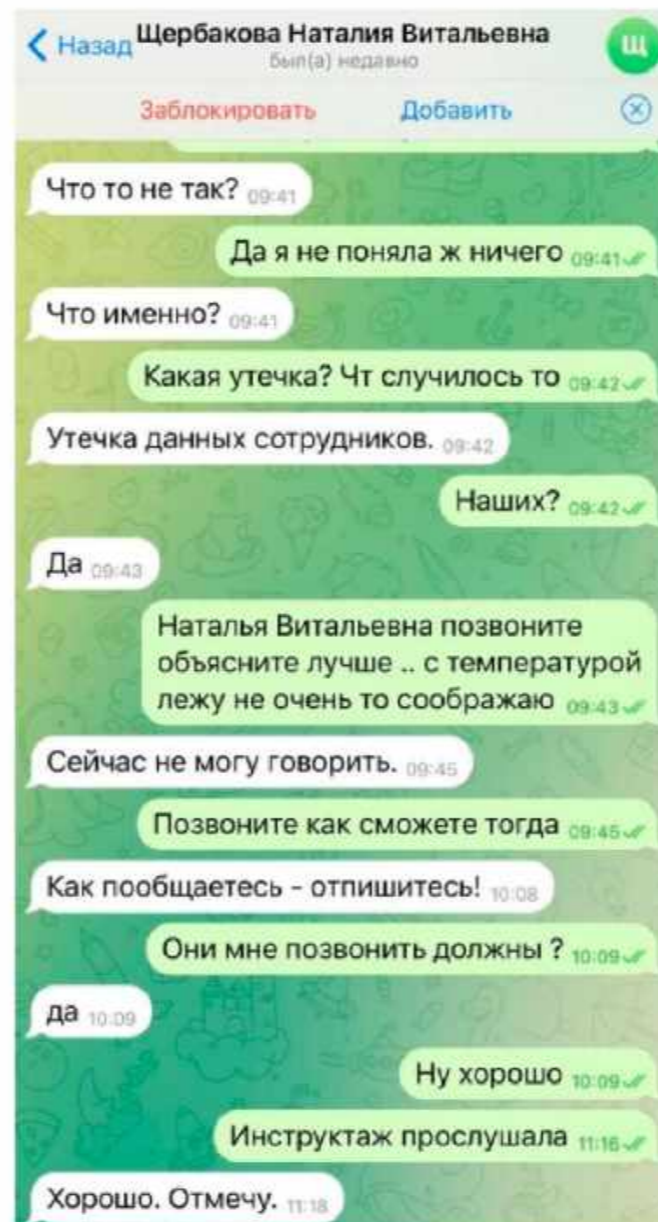 Назад Щербакова Наталия Витальевна Щ
был(а) недавно
Заблокировать Добавить
Что то не так? 09:41
Да я не поняла ж ничего 09:41
Что именно? 09:41
Какая утечка? Чт случилось то 09:42
Утечка данных сотрудников. 09:42
Наших? 09:42
Да 09:43
Наталья Витальевна позвоните
объясните лучше .. с температурой
лежу не очень то соображаю 09:43
Сейчас не могу говорить. 09:45
Позвоните как сможете тогда 09:45
Как пообщаетесь - отпишитесь! 10:08
Они мне позвонить должны ? 10:09
да 10:09
Ну хорошо 10:09
Инструктаж прослушала 11:16
Хорошо. Отмечу. 11:18